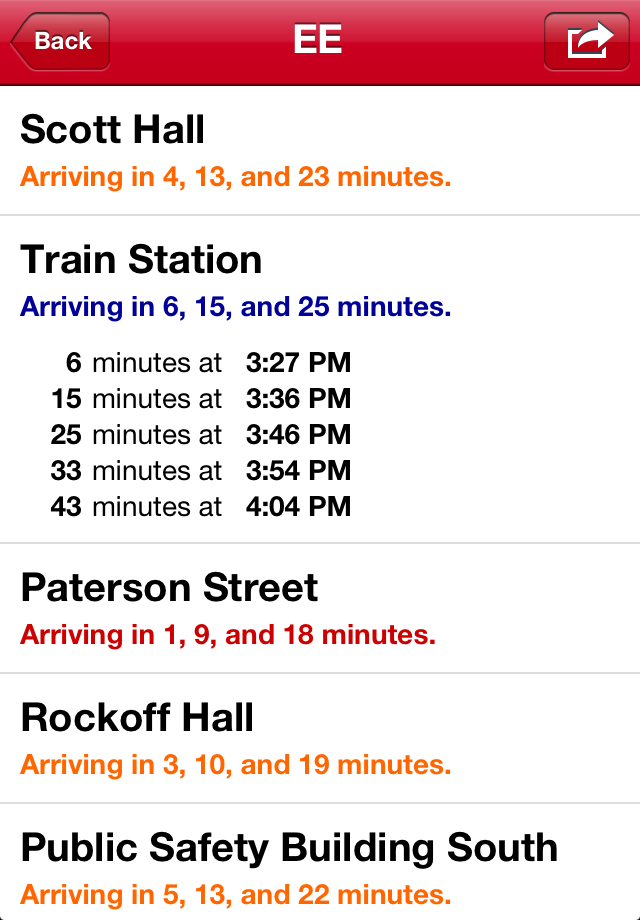 Back
EE
Scott Hall
Arriving in 4, 13, and 23 minutes.
Train Station
Arriving in 6, 15, and 25 minutes.
6 minutes at 3:27 PM
15 minutes at 3:36 PM
25 minutes at 3:46 PM
33 minutes at 3:54 PM
43 minutes at 4:04 PM
Paterson Street
Arriving in 1, 9, and 18 minutes.
Rockoff Hall
Arriving in 3, 10, and 19 minutes.
Public Safety Building South
Arriving in 5, 13, and 22 minutes.